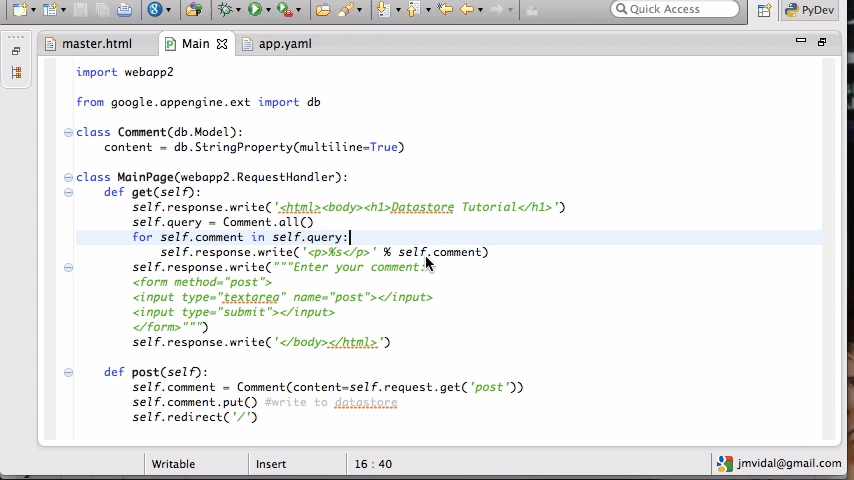 Quick Access
PyDev
master.html
Main
app.yaml
import webapp2
from google.appengine.ext import db
class Comment(db.Model):
content = db.StringProperty(multiline=True)
class MainPage(webapp2.RequestHandler):
def get(self):
self.response.write('<html><body><h1>Datastore Tutorial</h1>')
self.query = Comment.all()
for self.comment in self.query:
self.response.write('<p>%s</p>' % self.comment)
self.response.write("""Enter your comment:
<form method="post">
<input type="textarea" name="post"></input>
<input type="submit"></input>
</form>""")
self.response.write('</body></html>')
def post(self):
self.comment = Comment(content=self.request.get('post'))
self.comment.put() #write to datastore
self.redirect('/')
Writable
Insert
16 : 40
jmvidal@gmail.com